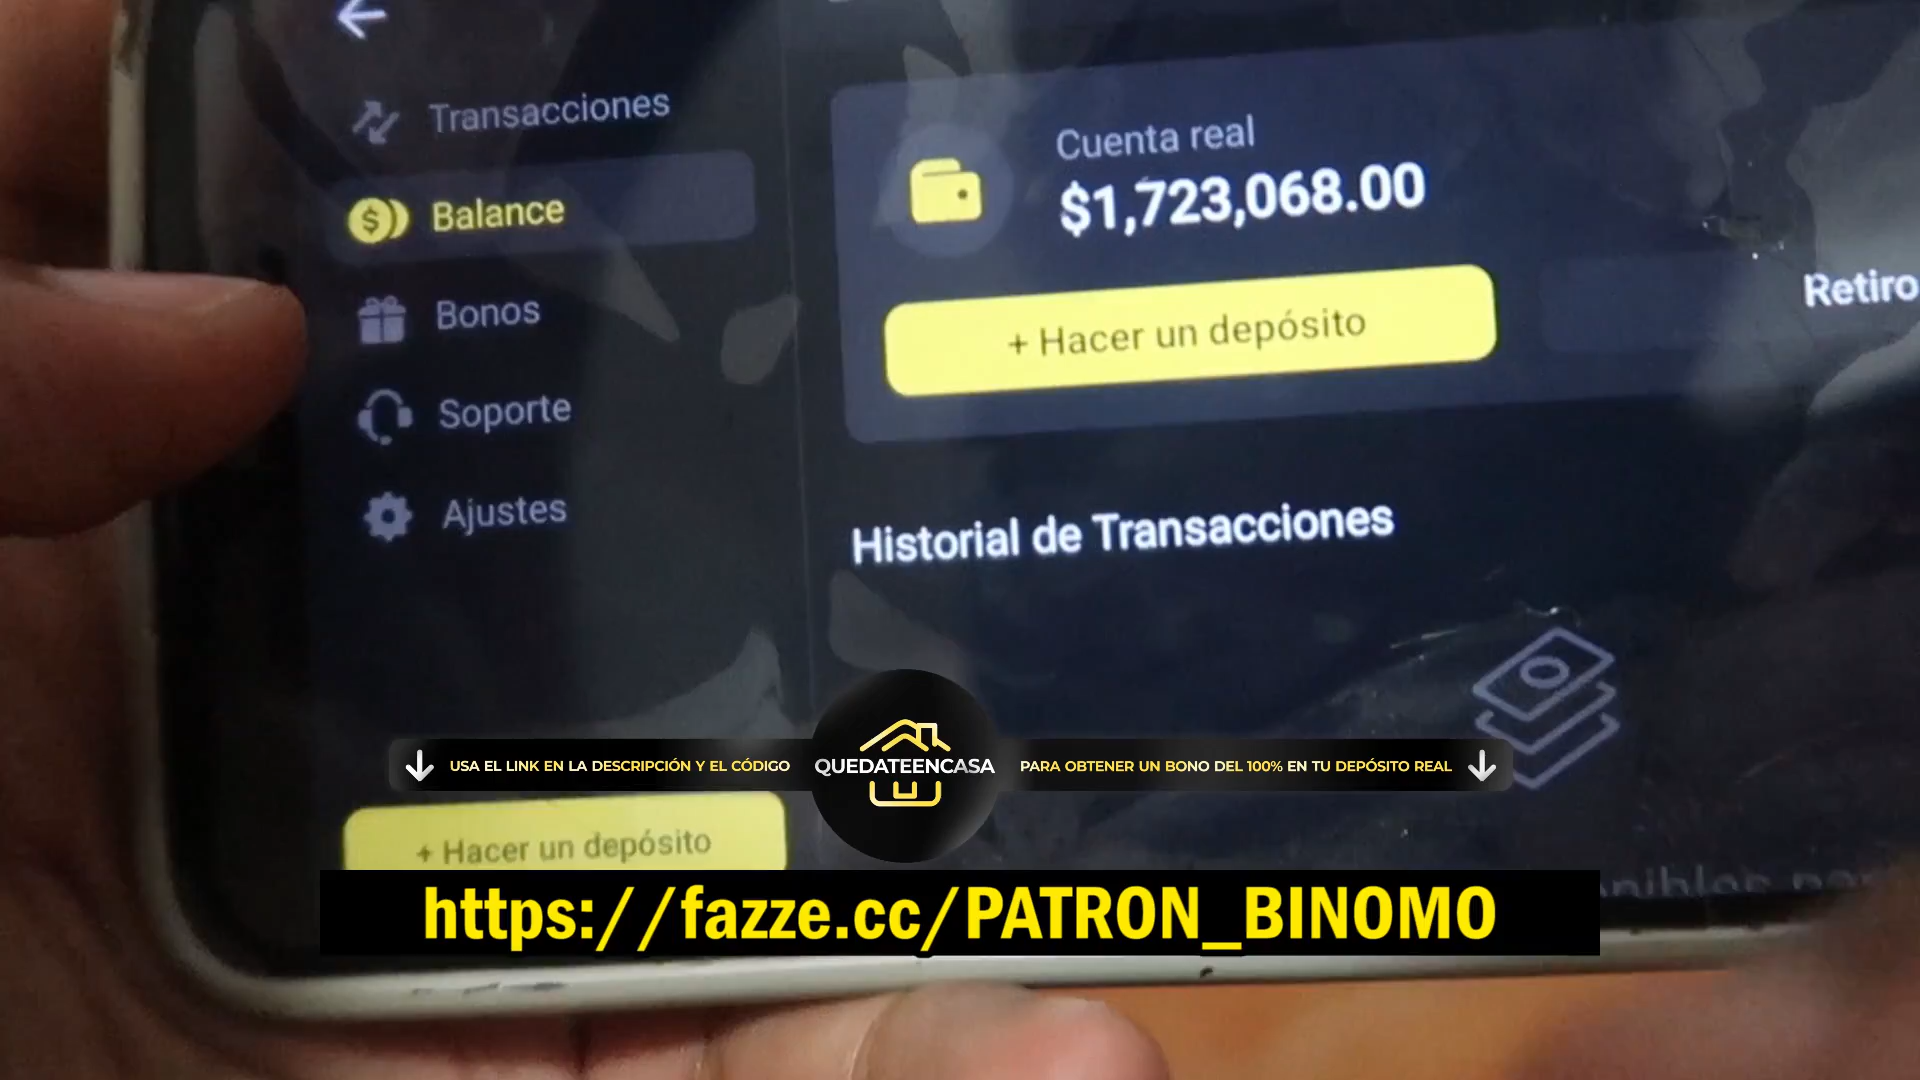 Transacciones
Balance
Bonos
Soporte
Ajustes
Cuenta real
$1,723,068.00
+ Hacer un depósito
Retiro
Historial de Transacciones
USA EL LINK EN LA DESCRIPCIÓN Y EL CÓDIGO
QUEDATEENCASA
PARA OBTENER UN BONO DEL 100% EN TU DEPÓSITO REAL
+ Hacer un depósito
https://fazze.cc/PATRON_BINOMO